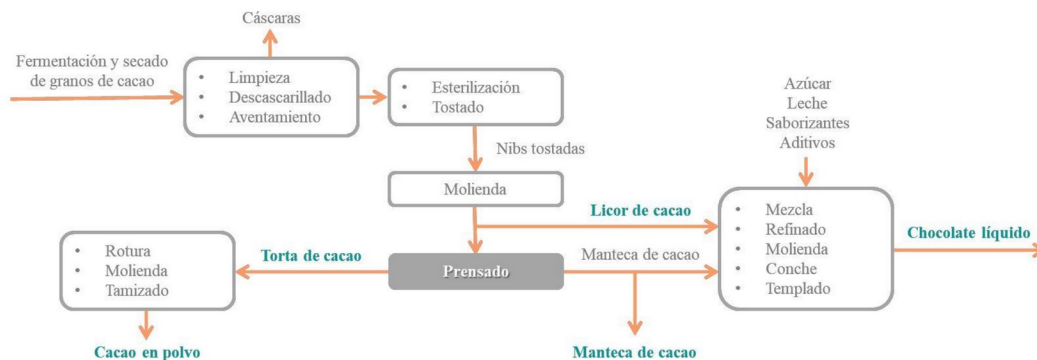 Cáscaras
Fermentación y secado
de granos de cacao
• Limpieza
• Descascarillado
• Aventamiento
• Esterilización
• Tostado
Azúcar
Leche
Saborizantes
Aditivos
Nibs tostadas
Molienda
Licor de cacao
• Mezcla
• Refinado
• Molienda
• Conche
• Templado
Chocolate líquido
• Rotura
• Molienda
• Tamizado
Torta de cacao
Prensado
Manteca de cacao
Cacao en polvo
Manteca de cacao